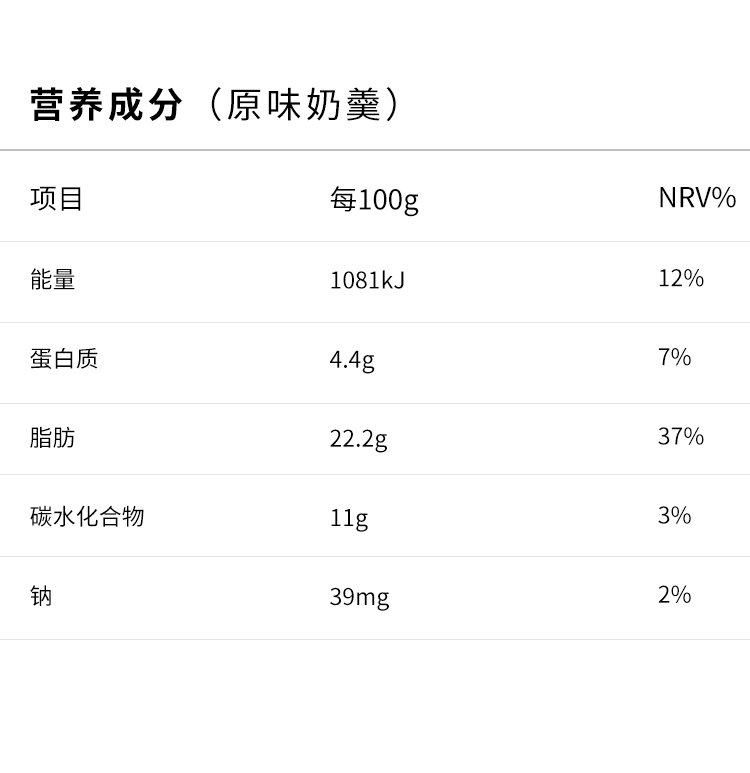 营养成分（原味奶羹）
项目 每100g NRV%
能量 1081kJ 12%
蛋白质 4.4g 7%
脂肪 22.2g 37%
碳水化合物 11g 3%
钠 39mg 2%